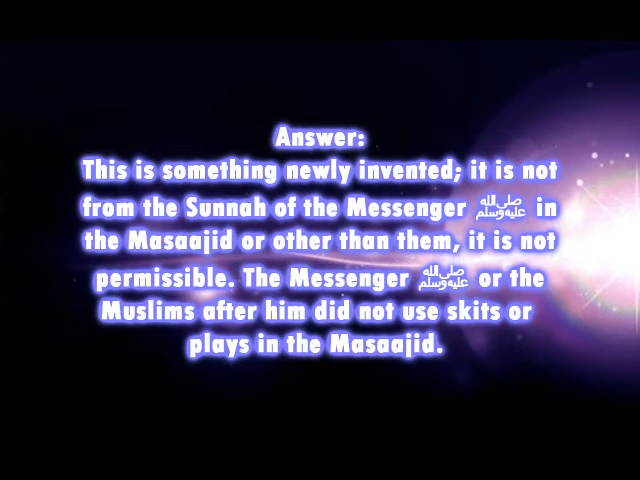 Answer:
This is something newly invented; it is not
from the Sunnah of the Messenger ﷺ in
the Masaajid or other than them, it is not
permissible. The Messenger ﷺ or the
Muslims after him did not use skits or
plays in the Masaajid.